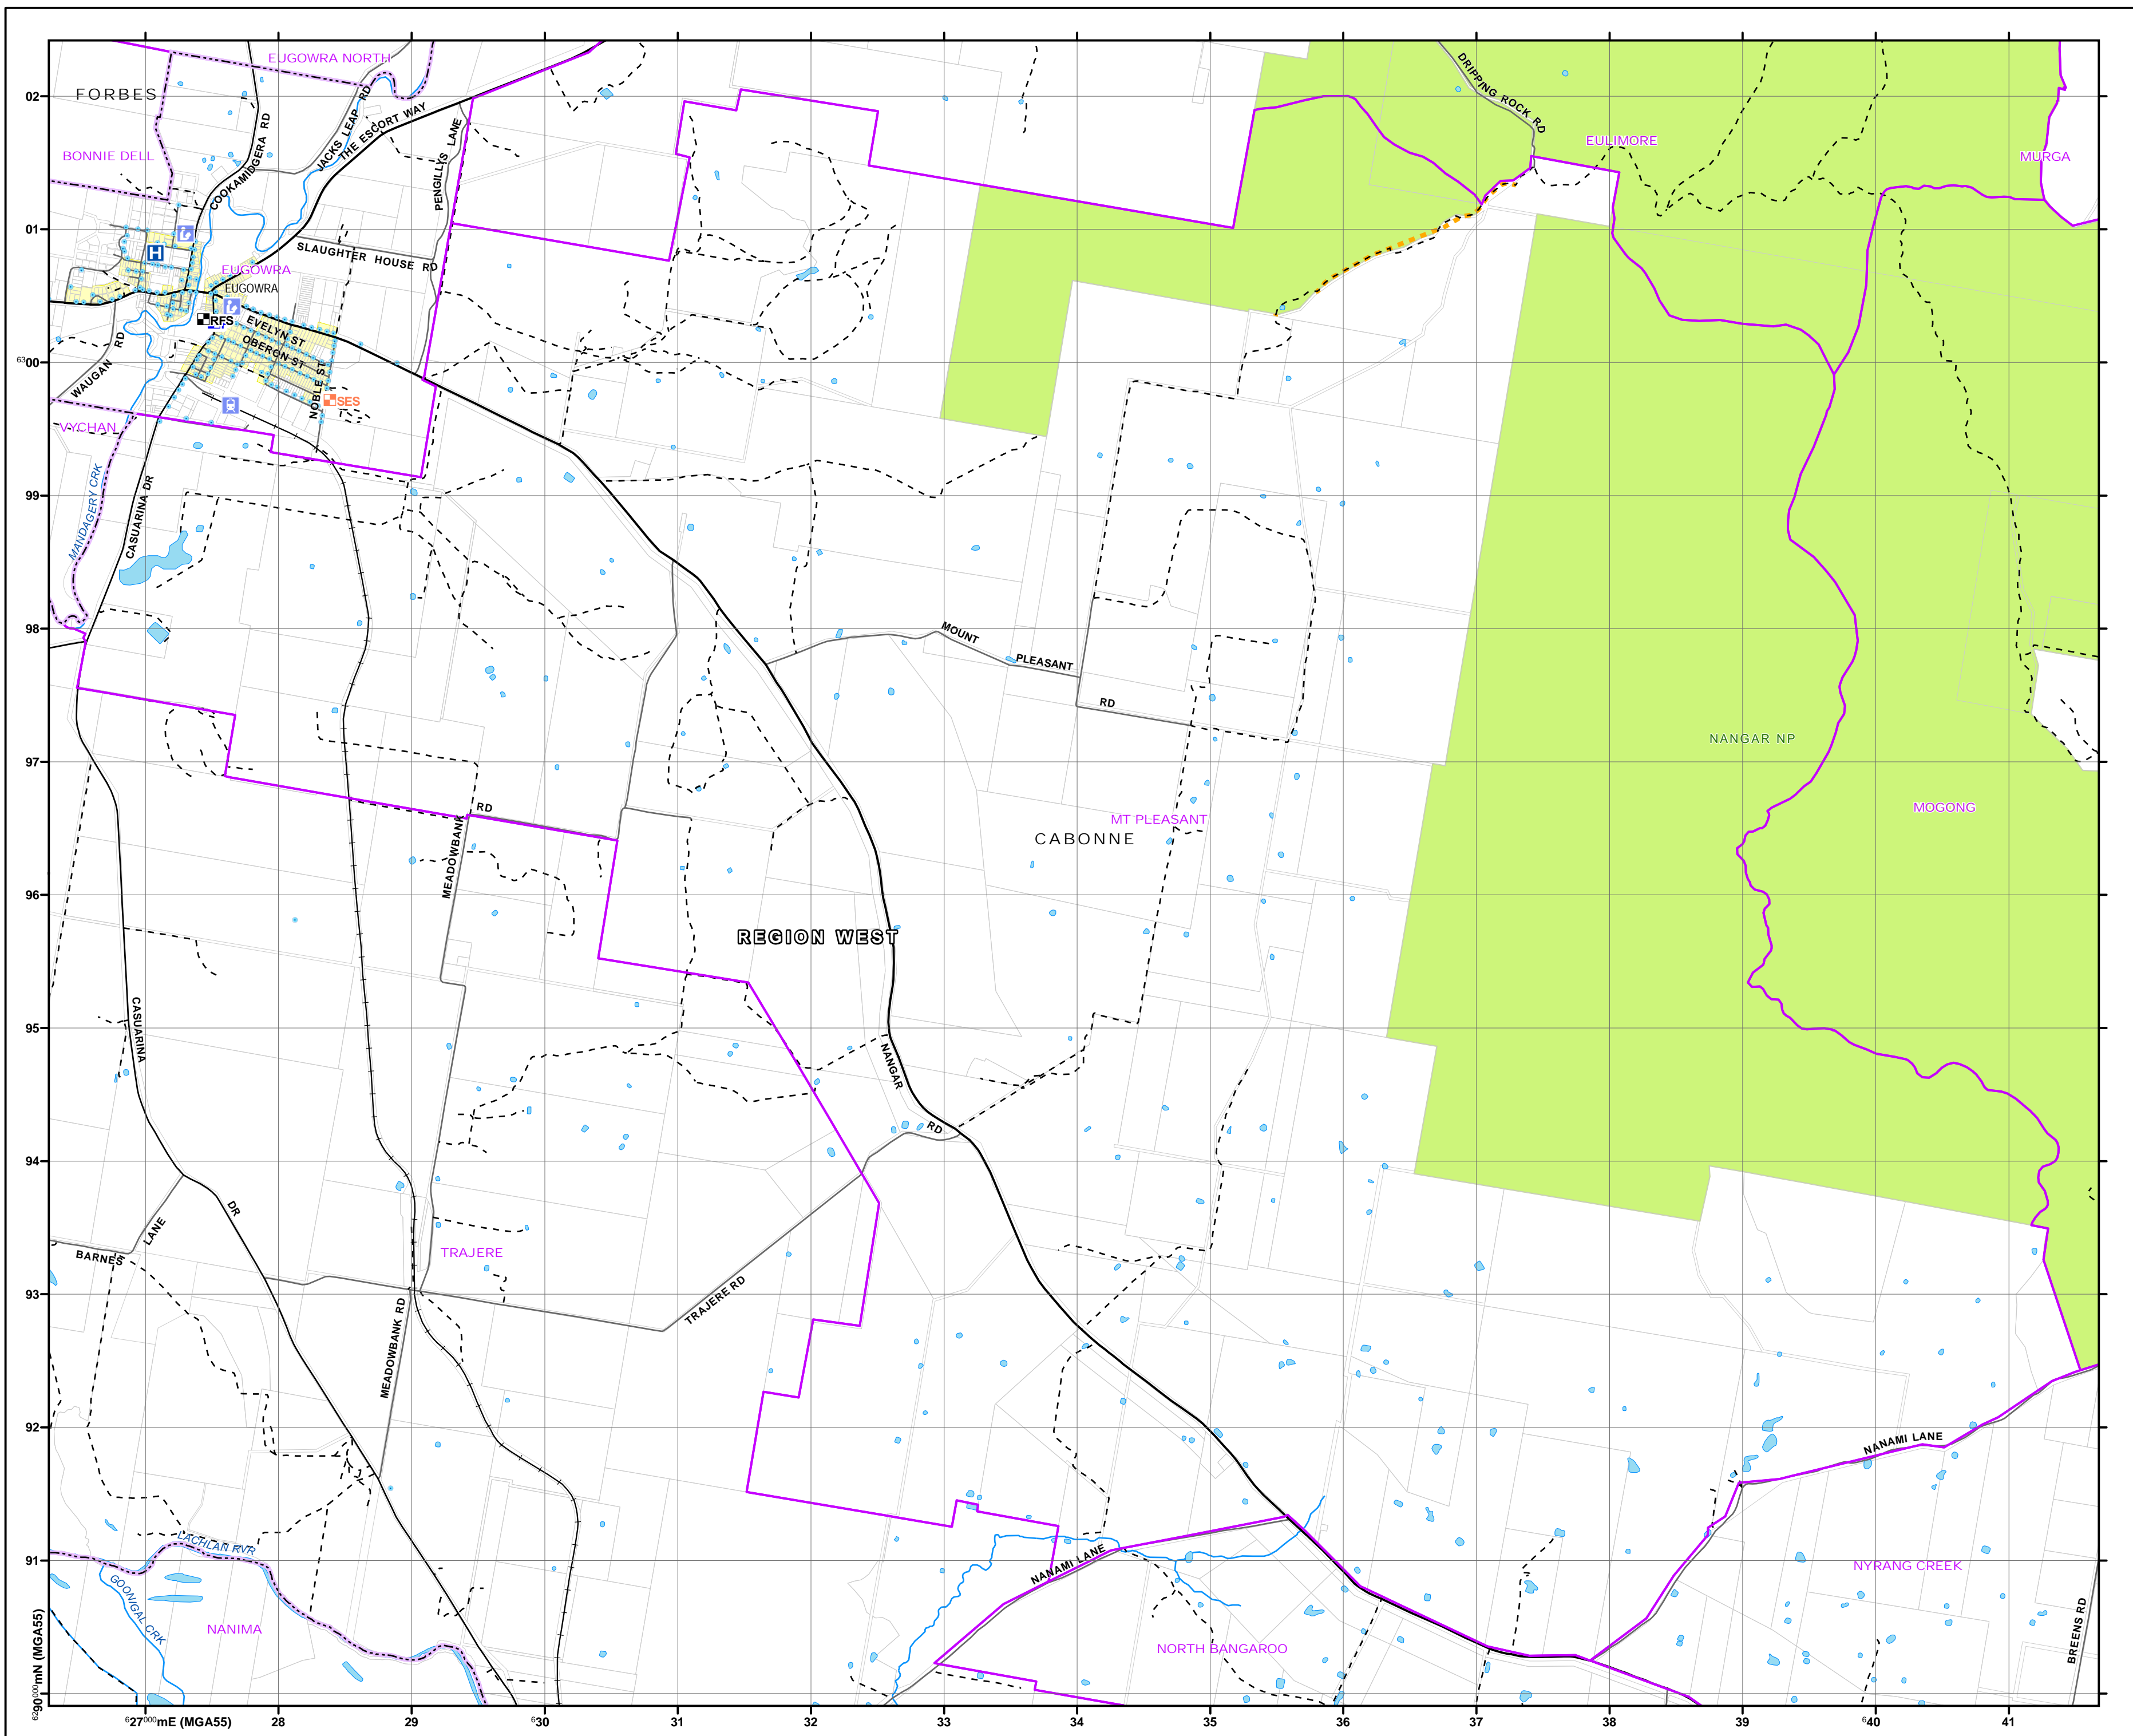 EUGOWRA NORTH
FORBES
02
DRIPPING ROCK RD
JACKS LEAP RD
THE ESCORT WAY
COOKAMIDGERA RD
PENGILLYS LANE
BONNIE DELL
EULIMORE
MURGA
01
H
SLAUGHTER HOUSE RD
EUGOWRA
EUGOWRA
RFS
EVELYN ST
OBERON ST
NOBLE ST
WAUGAN RD
6300
SES
VYCHAN
MANDAGERY CRK
CASUARINA DR
99
98
MOUNT
PLEASANT
RD
NANGAR NP
97
RD
MEADOWBANK
MT PLEASANT
CABONNE
MOGONG
96
REGION WEST
CASUARINA
95
NANGAR
RD
94
DR
LANE
BARNES
TRAJERE
93
MEADOWBANK RD
TRAJERE RD
92
NANAMI LANE
LACHLAN RVR
91
GOONIGAL CRK
NANAMI LANE
NYRANG CREEK
NANIMA
NORTH BANGAROO
BREENS RD
6290000mN (MGA55)
627000mE (MGA55)
28
29
630
31
32
33
34
35
36
37
38
39
640
41